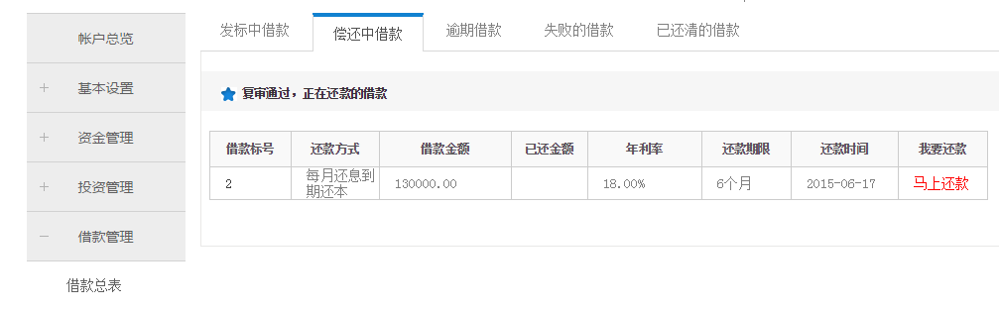 帐户总览
+ 基本设置
+ 资金管理
+ 投资管理
− 借款管理
借款总表
发标中借款 偿还中借款 逾期借款 失败的借款 已还清的借款
复审通过，正在还款的借款
借款标号 还款方式 借款金额 已还金额 年利率 还款期限 还款时间 我要还款
2 每月还息到期还本 130000.00 18.00% 6个月 2015-06-17 马上还款